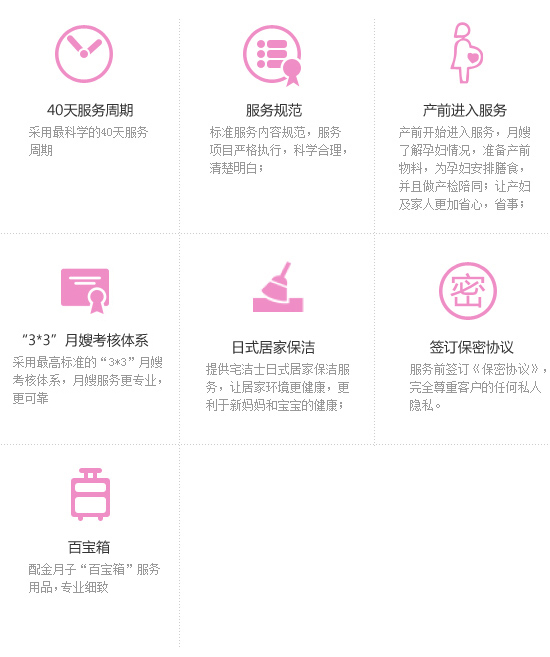 40天服务周期
采用最科学的40天服务
周期
服务规范
标准服务内容规范，服务
项目严格执行，科学合理，
清楚明白；
产前进入服务
产前开始进入服务，月嫂
了解孕妇情况，准备产前
物料，为孕妇安排膳食，
并且做产检陪同；让产妇
及家人更加省心，省事；
“3*3”月嫂考核体系
采用最高标准的“3*3”月嫂
考核体系，月嫂服务更专业，
更可靠
日式居家保洁
提供宅洁士日式居家保洁服
务，让居家环境更健康，更
利于新妈妈和宝宝的健康；
密
签订保密协议
服务前签订《保密协议》，
完全尊重客户的任何私人
隐私。
百宝箱
配金月子“百宝箱”服务
用品，专业细致